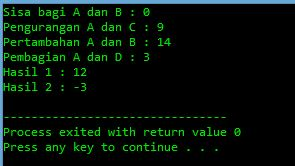 Sisa bagi A dan B : 0
Pengurangan A dan C : 9
Pertambahan A dan B : 14
Pembagian A dan D : 3
Hasil 1 : 12
Hasil 2 : -3
--------------------------------
Process exited with return value 0
Press any key to continue . . .